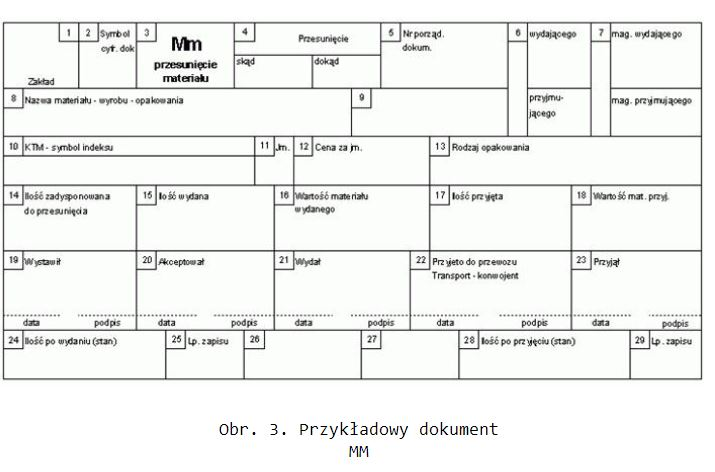 1 2 Symbol 3 4 Przesunięcie 5 Nr porząd. 6 wydającego 7 mag. wydającego
cyfr. dok Mm dokum.
przesunięcie skąd dokąd
Zakład materiału
przyjmu- mag. przyjmującego
jącego
8 Nazwa materiału - wyrobu - opakowania 9
10 KTM - symbol indeksu 11 Jm. 12 Cena za jm. 13 Rodzaj opakowania
14 Ilość zadysponowana 15 Ilość wydana 16 Wartość materiału 17 Ilość przyjęta 18 Wartość mat. przyj.
do przesunięcia wydanego
19 Wystawił 20 Akceptował 21 Wydał 22 Przyjeto do przewozu 23 Przyjął
Transport - konwojent
data podpis data podpis data podpis data podpis data podpis
24 Ilość po wydaniu (stan) 25 Lp. zapisu 26 27 28 Ilość po przyjęciu (stan) 29 Lp. zapisu
Obr. 3. Przykładowy dokument
MM